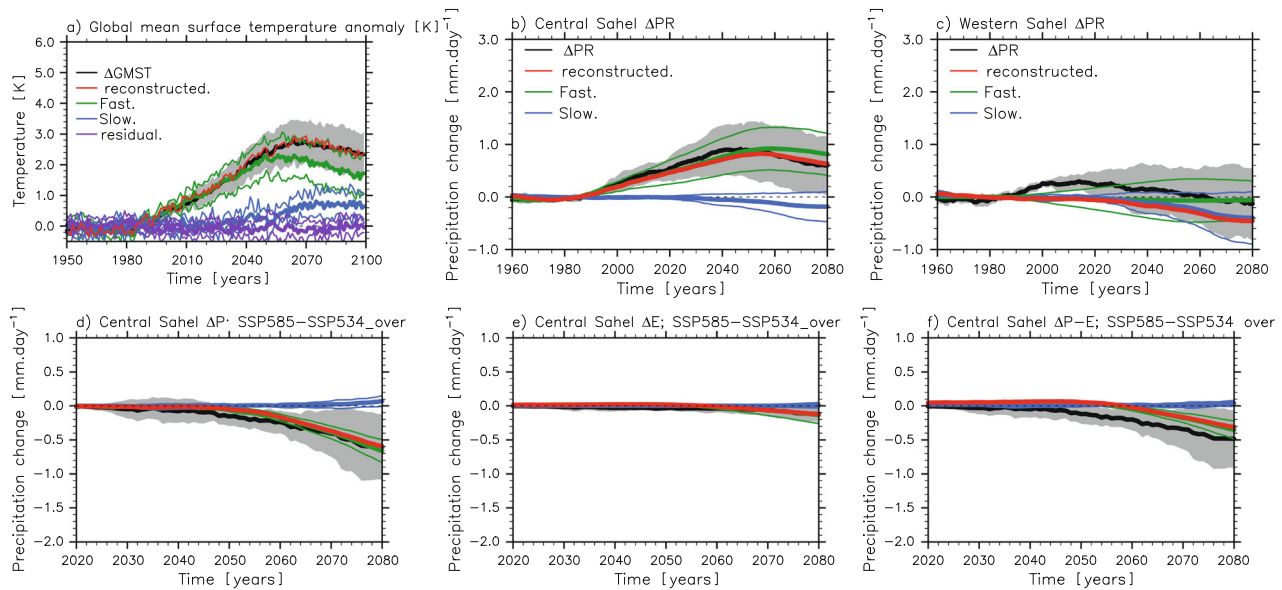 a) Global mean surface temperature anomaly [K]
Temperature [K]
6.0
5.0
4.0
3.0
2.0
1.0
0.0
ΔGMST
reconstructed.
Fast.
Slow.
residual.
1950 1980 2010 2040 2070 2100
Time [years]
b) Central Sahel ΔPR
Precipitation change [mm.day⁻¹]
3.0
2.0
1.0
0.0
−1.0
ΔPR
reconstructed.
Fast.
Slow.
1960 1980 2000 2020 2040 2060 2080
Time [years]
c) Western Sahel ΔPR
Precipitation change [mm.day⁻¹]
3.0
2.0
1.0
0.0
−1.0
ΔPR
reconstructed.
Fast.
Slow.
1960 1980 2000 2020 2040 2060 2080
Time [years]
d) Central Sahel ΔP; SSP585−SSP534_over
Precipitation change [mm.day⁻¹]
1.0
0.5
0.0
−0.5
−1.0
−1.5
−2.0
2020 2030 2040 2050 2060 2070 2080
Time [years]
e) Central Sahel ΔE; SSP585−SSP534_over
Precipitation change [mm.day⁻¹]
1.0
0.5
0.0
−0.5
−1.0
−1.5
−2.0
2020 2030 2040 2050 2060 2070 2080
Time [years]
f) Central Sahel ΔP−E; SSP585−SSP534 over
Precipitation change [mm.day⁻¹]
1.0
0.5
0.0
−0.5
−1.0
−1.5
−2.0
2020 2030 2040 2050 2060 2070 2080
Time [years]